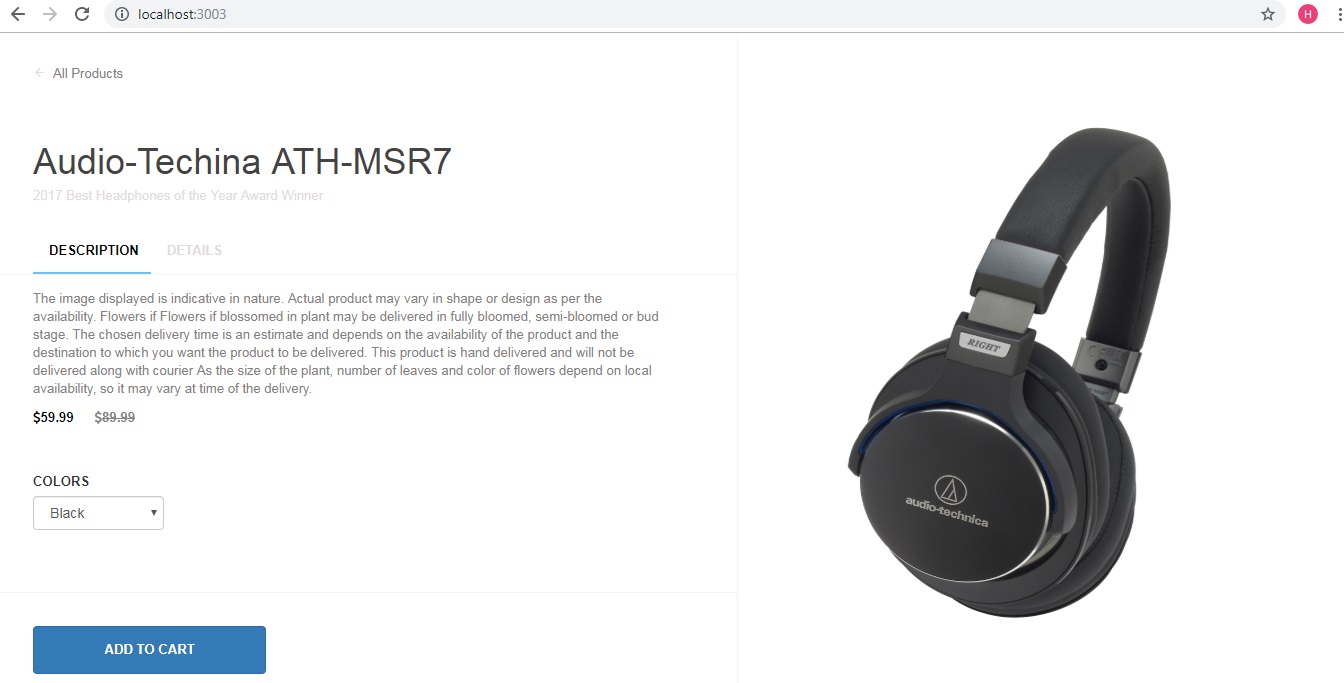 localhost:3003
H
All Products
Audio-Techina ATH-MSR7
2017 Best Headphones of the Year Award Winner
DESCRIPTION DETAILS
The image displayed is indicative in nature. Actual product may vary in shape or design as per the
availability. Flowers if Flowers if blossomed in plant may be delivered in fully bloomed, semi-bloomed or bud
stage. The chosen delivery time is an estimate and depends on the availability of the product and the
destination to which you want the product to be delivered. This product is hand delivered and will not be
delivered along with courier As the size of the plant, number of leaves and color of flowers depend on local
availability, so it may vary at time of the delivery.
$59.99 $89.99
COLORS
Black
ADD TO CART
RIGHT
audio-technica